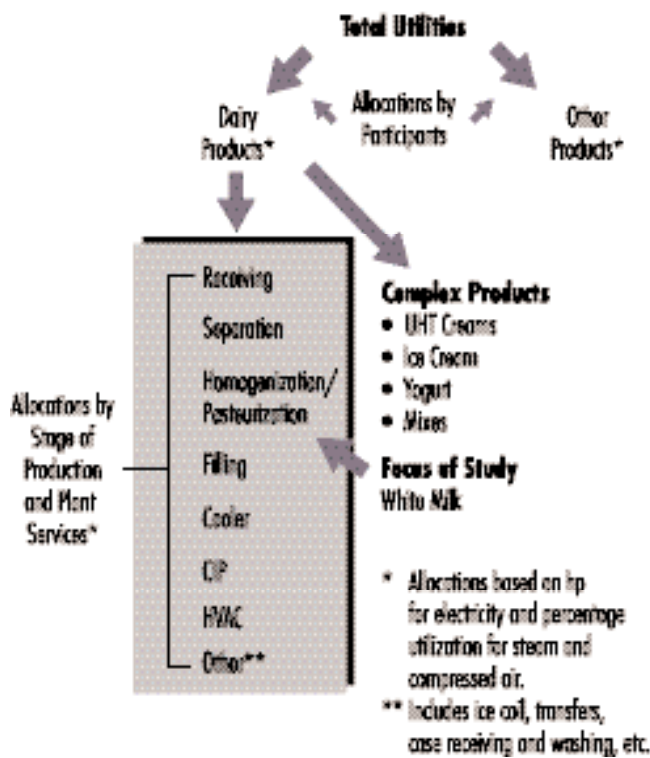 Total Utilities
Allocations by
Participants
Dairy
Products*
Other
Products*
Receiving
Separation
Homogenization/
Pasteurization
Filling
Cooler
CIP
HVAC
Other**
Allocations by
Stage of
Production
and Plant
Services*
Complex Products
• UHT Creams
• Ice Cream
• Yogurt
• Mixes
Focus of Study
White Milk
* Allocations based on hp
for electricity and percentage
utilization for steam and
compressed air.
** Includes ice coil, transfers,
case receiving and washing, etc.